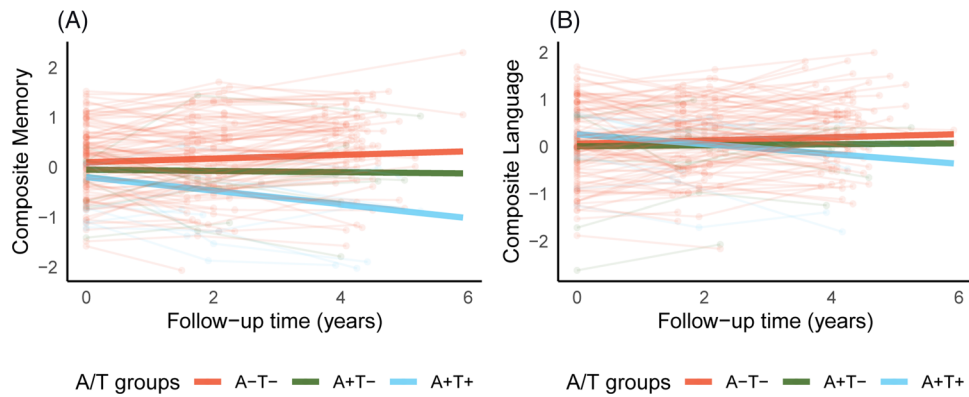 (A)
Composite Memory
2
1
0
−1
−2
0 2 4 6
Follow−up time (years)
A/T groups A−T− A+T− A+T+
(B)
Composite Language
2
1
0
−1
−2
0 2 4 6
Follow−up time (years)
A/T groups A−T− A+T− A+T+